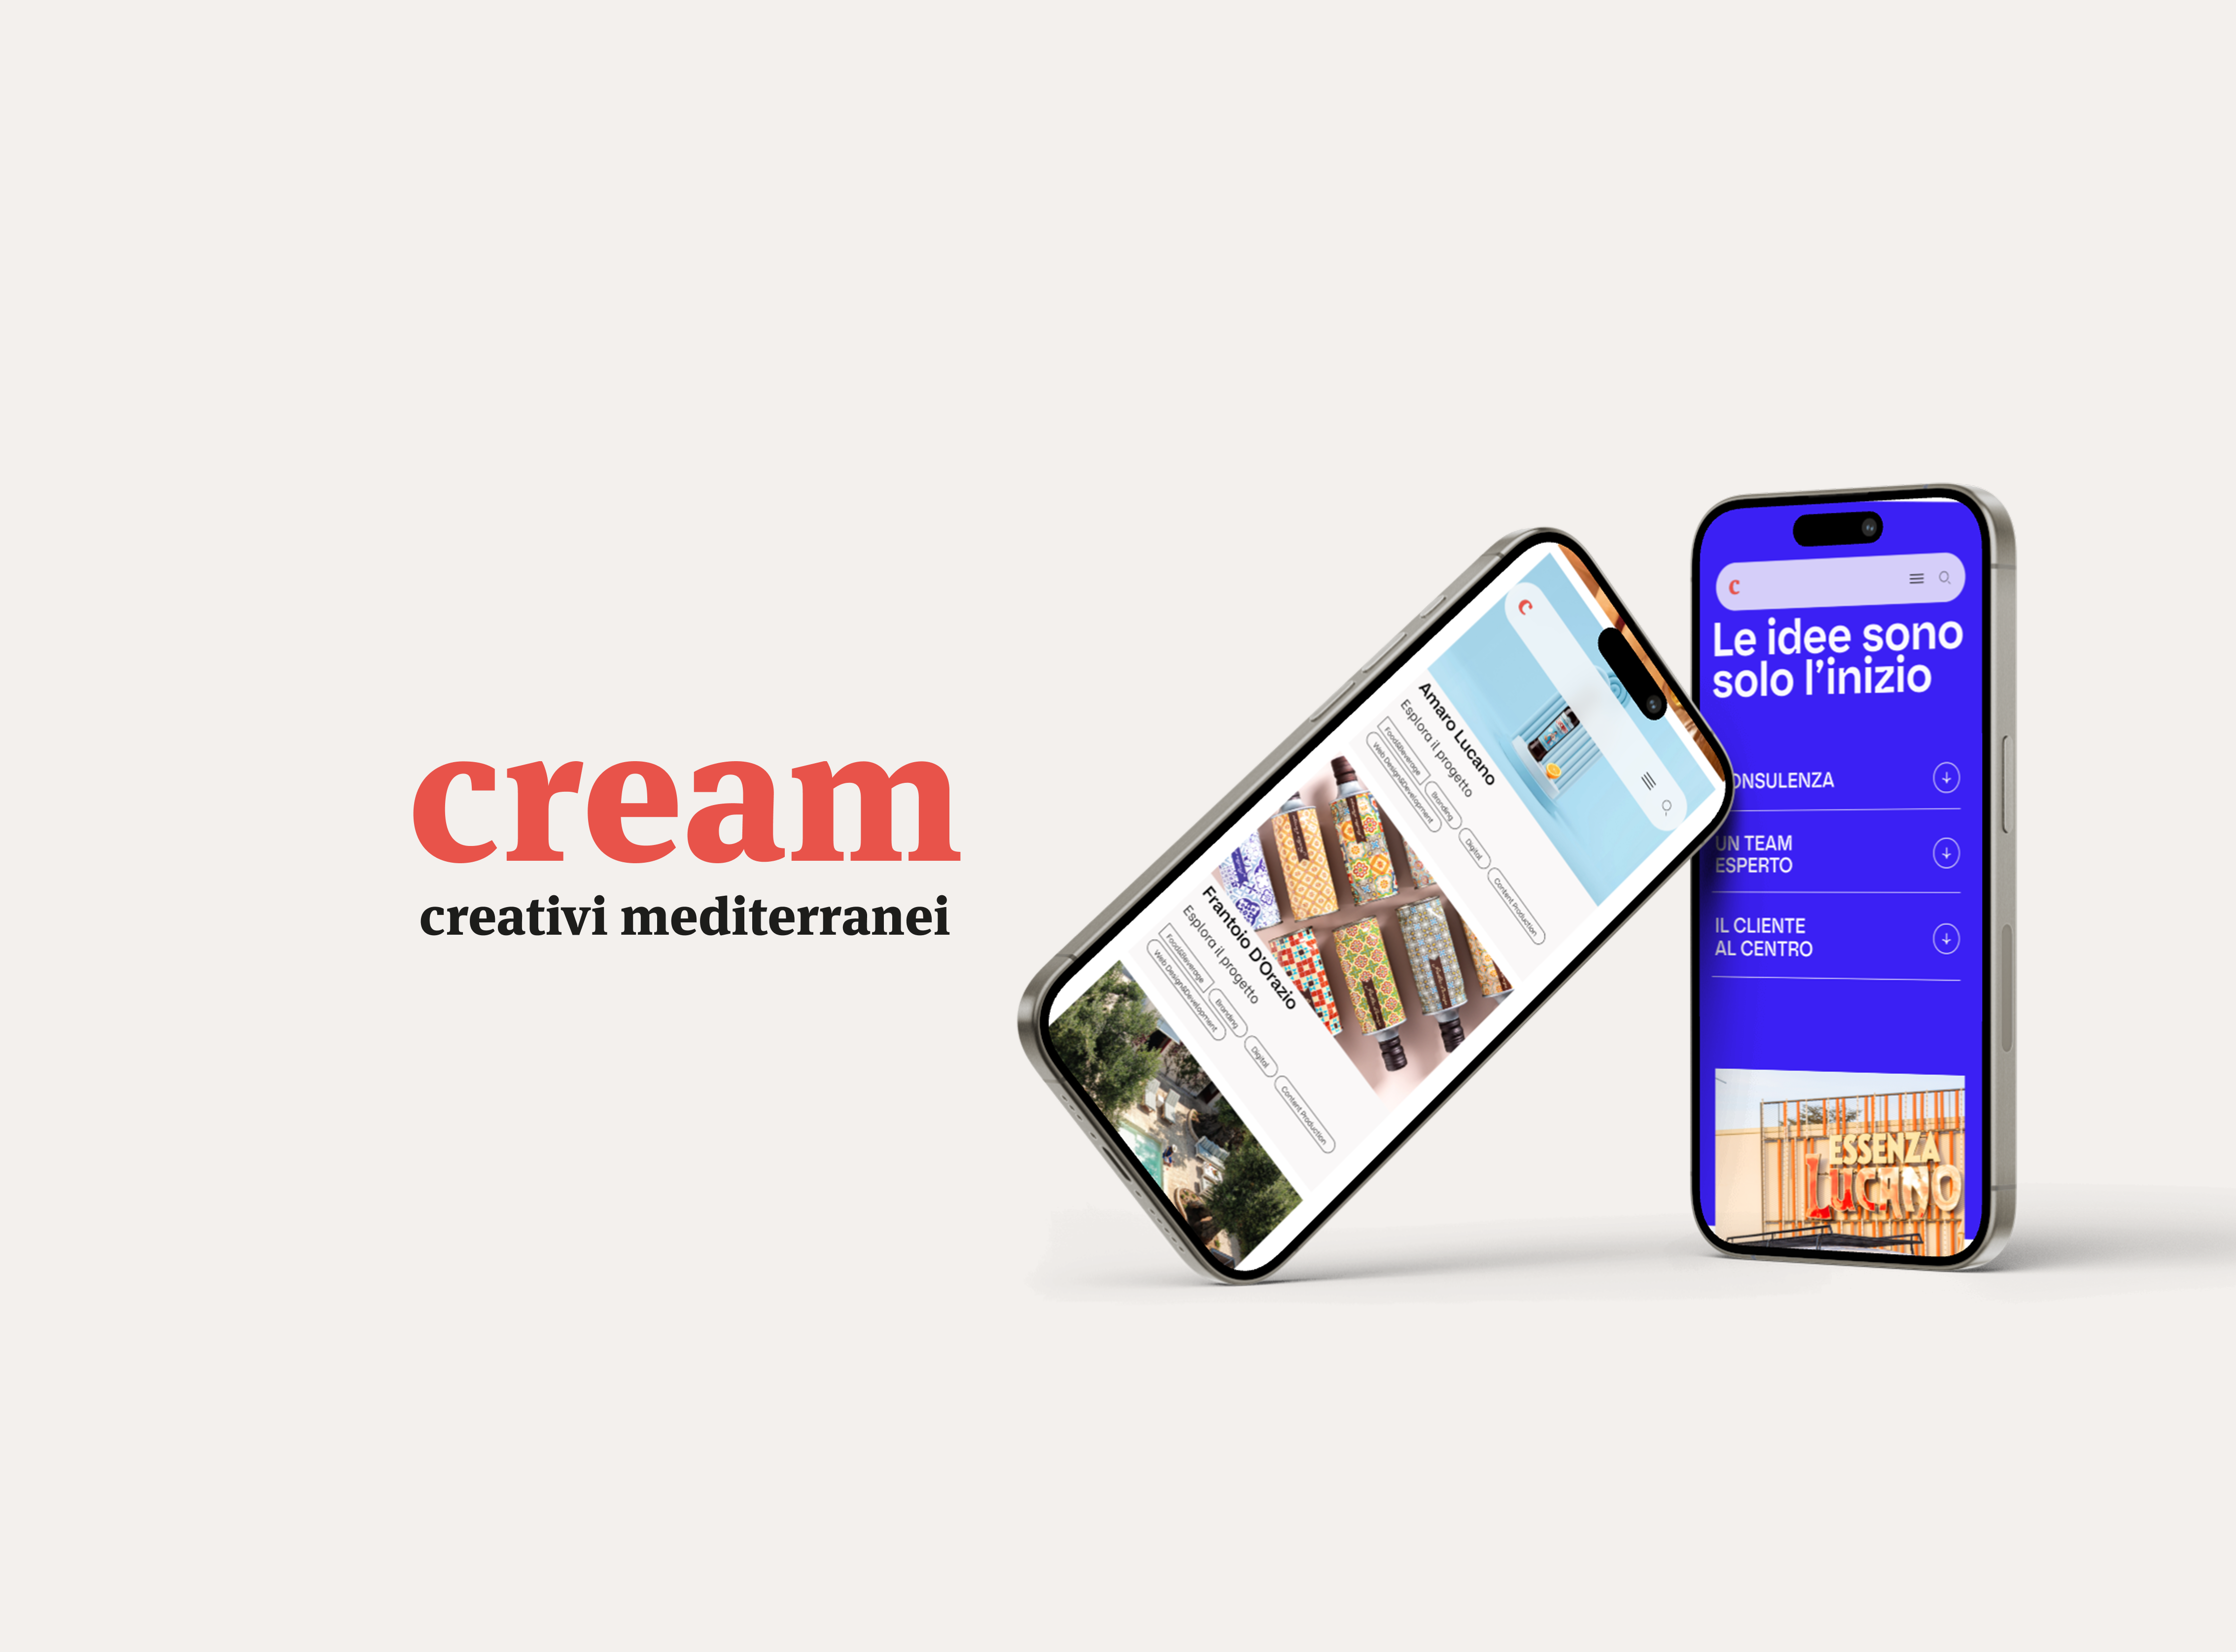 cream
creativi mediterranei
c
Amaro Lucano
Esplora il progetto
Food&Beverage
Branding
Digital
Content Production
Web Design&Development
Frantoio D'Orazio
Esplora il progetto
Food&Beverage
Branding
Digital
Content Production
Web Design&Development
c
Le idee sono
solo l’inizio
ONSULENZA
UN TEAM
ESPERTO
IL CLIENTE
AL CENTRO
ESSENZA
LUCANO